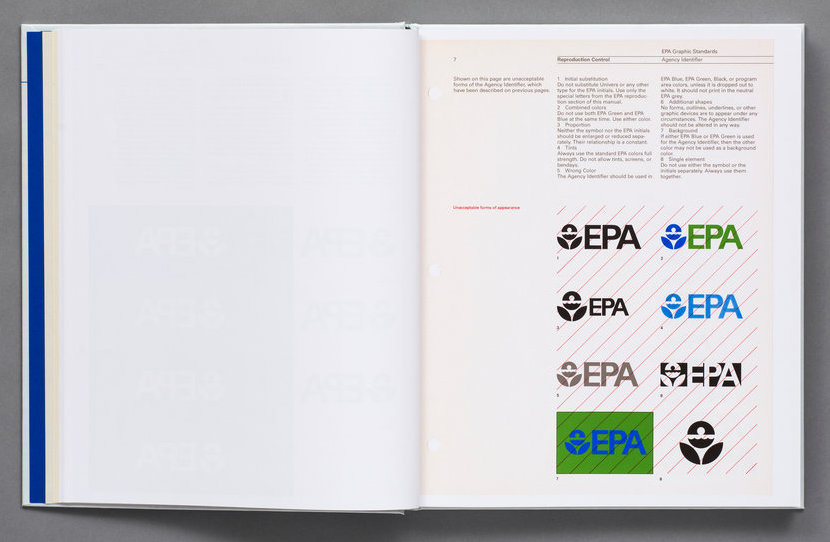 EPA Graphic Standards
7
Reproduction Control
Agency Identifier
Shown on this page are unacceptable
forms of the Agency Identifier, which
have been described on previous pages.
1 Initial substitution
Do not substitute Univers or any other
type for the EPA initials. Use only the
special letters from the EPA reproduc-
tion section of this manual.
2 Combined colors
Do not use both EPA Green and EPA
Blue at the same time. Use either color.
3 Proportion
Neither the symbol nor the EPA initials
should be enlarged or reduced sepa-
rately. Their relationship is a constant.
4 Tints
Always use the standard EPA colors full
strength. Do not allow tints, screens, or
bendays.
5 Wrong Color
The Agency Identifier should be used in
EPA Blue, EPA Green, Black, or program
area colors, unless it is dropped out to
white. It should not print in the neutral
EPA grey.
6 Additional shapes
No forms, outlines, underlines, or other
graphic devices are to appear under any
circumstances. The Agency Identifier
should not be altered in any way.
7 Background
If either EPA Blue or EPA Green is used
for the Agency Identifier, then the other
color may not be used as a background
color.
8 Single element
Do not use either the symbol or the
initials separately. Always use them
together.
Unacceptable forms of appearance
EPA
EPA
1
2
EPA
EPA
3
4
EPA
EPA
5
6
EPA
7
8